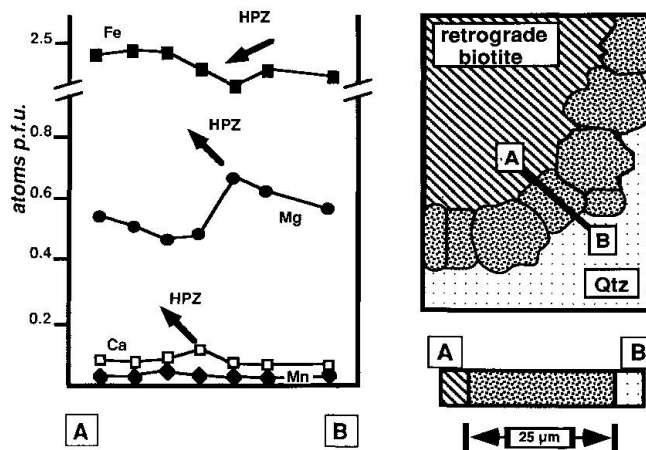 Fe
HPZ
2.5
atoms p.f.u.
0.8
HPZ
0.6
Mg
0.4
HPZ
0.2
Ca
Mn
A
B
retrograde
biotite
A
B
Qtz
A
B
25 µm